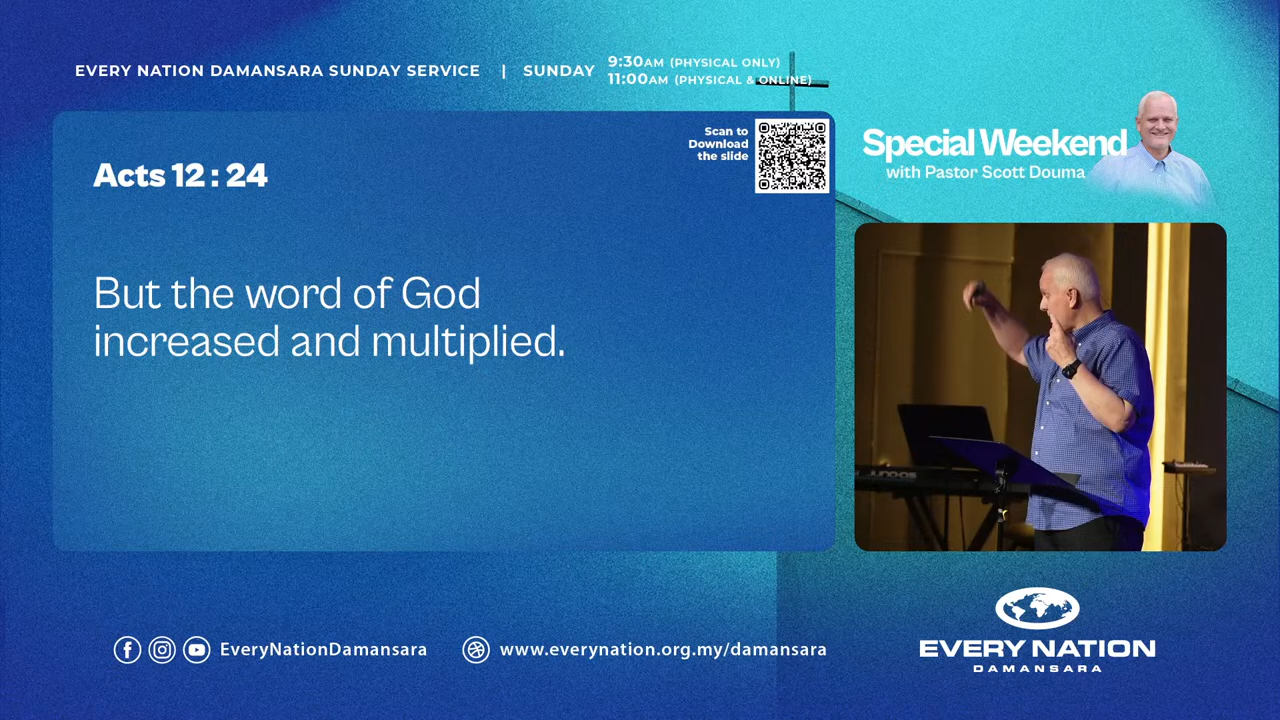 EVERY NATION DAMANSARA SUNDAY SERVICE | SUNDAY
9:30AM (PHYSICAL ONLY)
11:00AM (PHYSICAL & ONLINE)
Scan to
Download
the slide
Acts 12 : 24
But the word of God
increased and multiplied.
Special Weekend
with Pastor Scott Douma
EveryNationDamansara
www.everynation.org.my/damansara
EVERY NATION
DAMANSARA